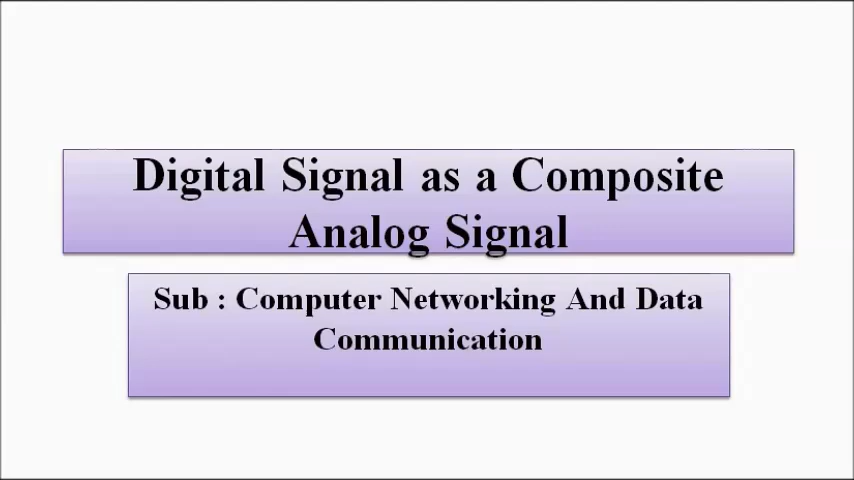 Digital Signal as a Composite
Analog Signal
Sub : Computer Networking And Data
Communication